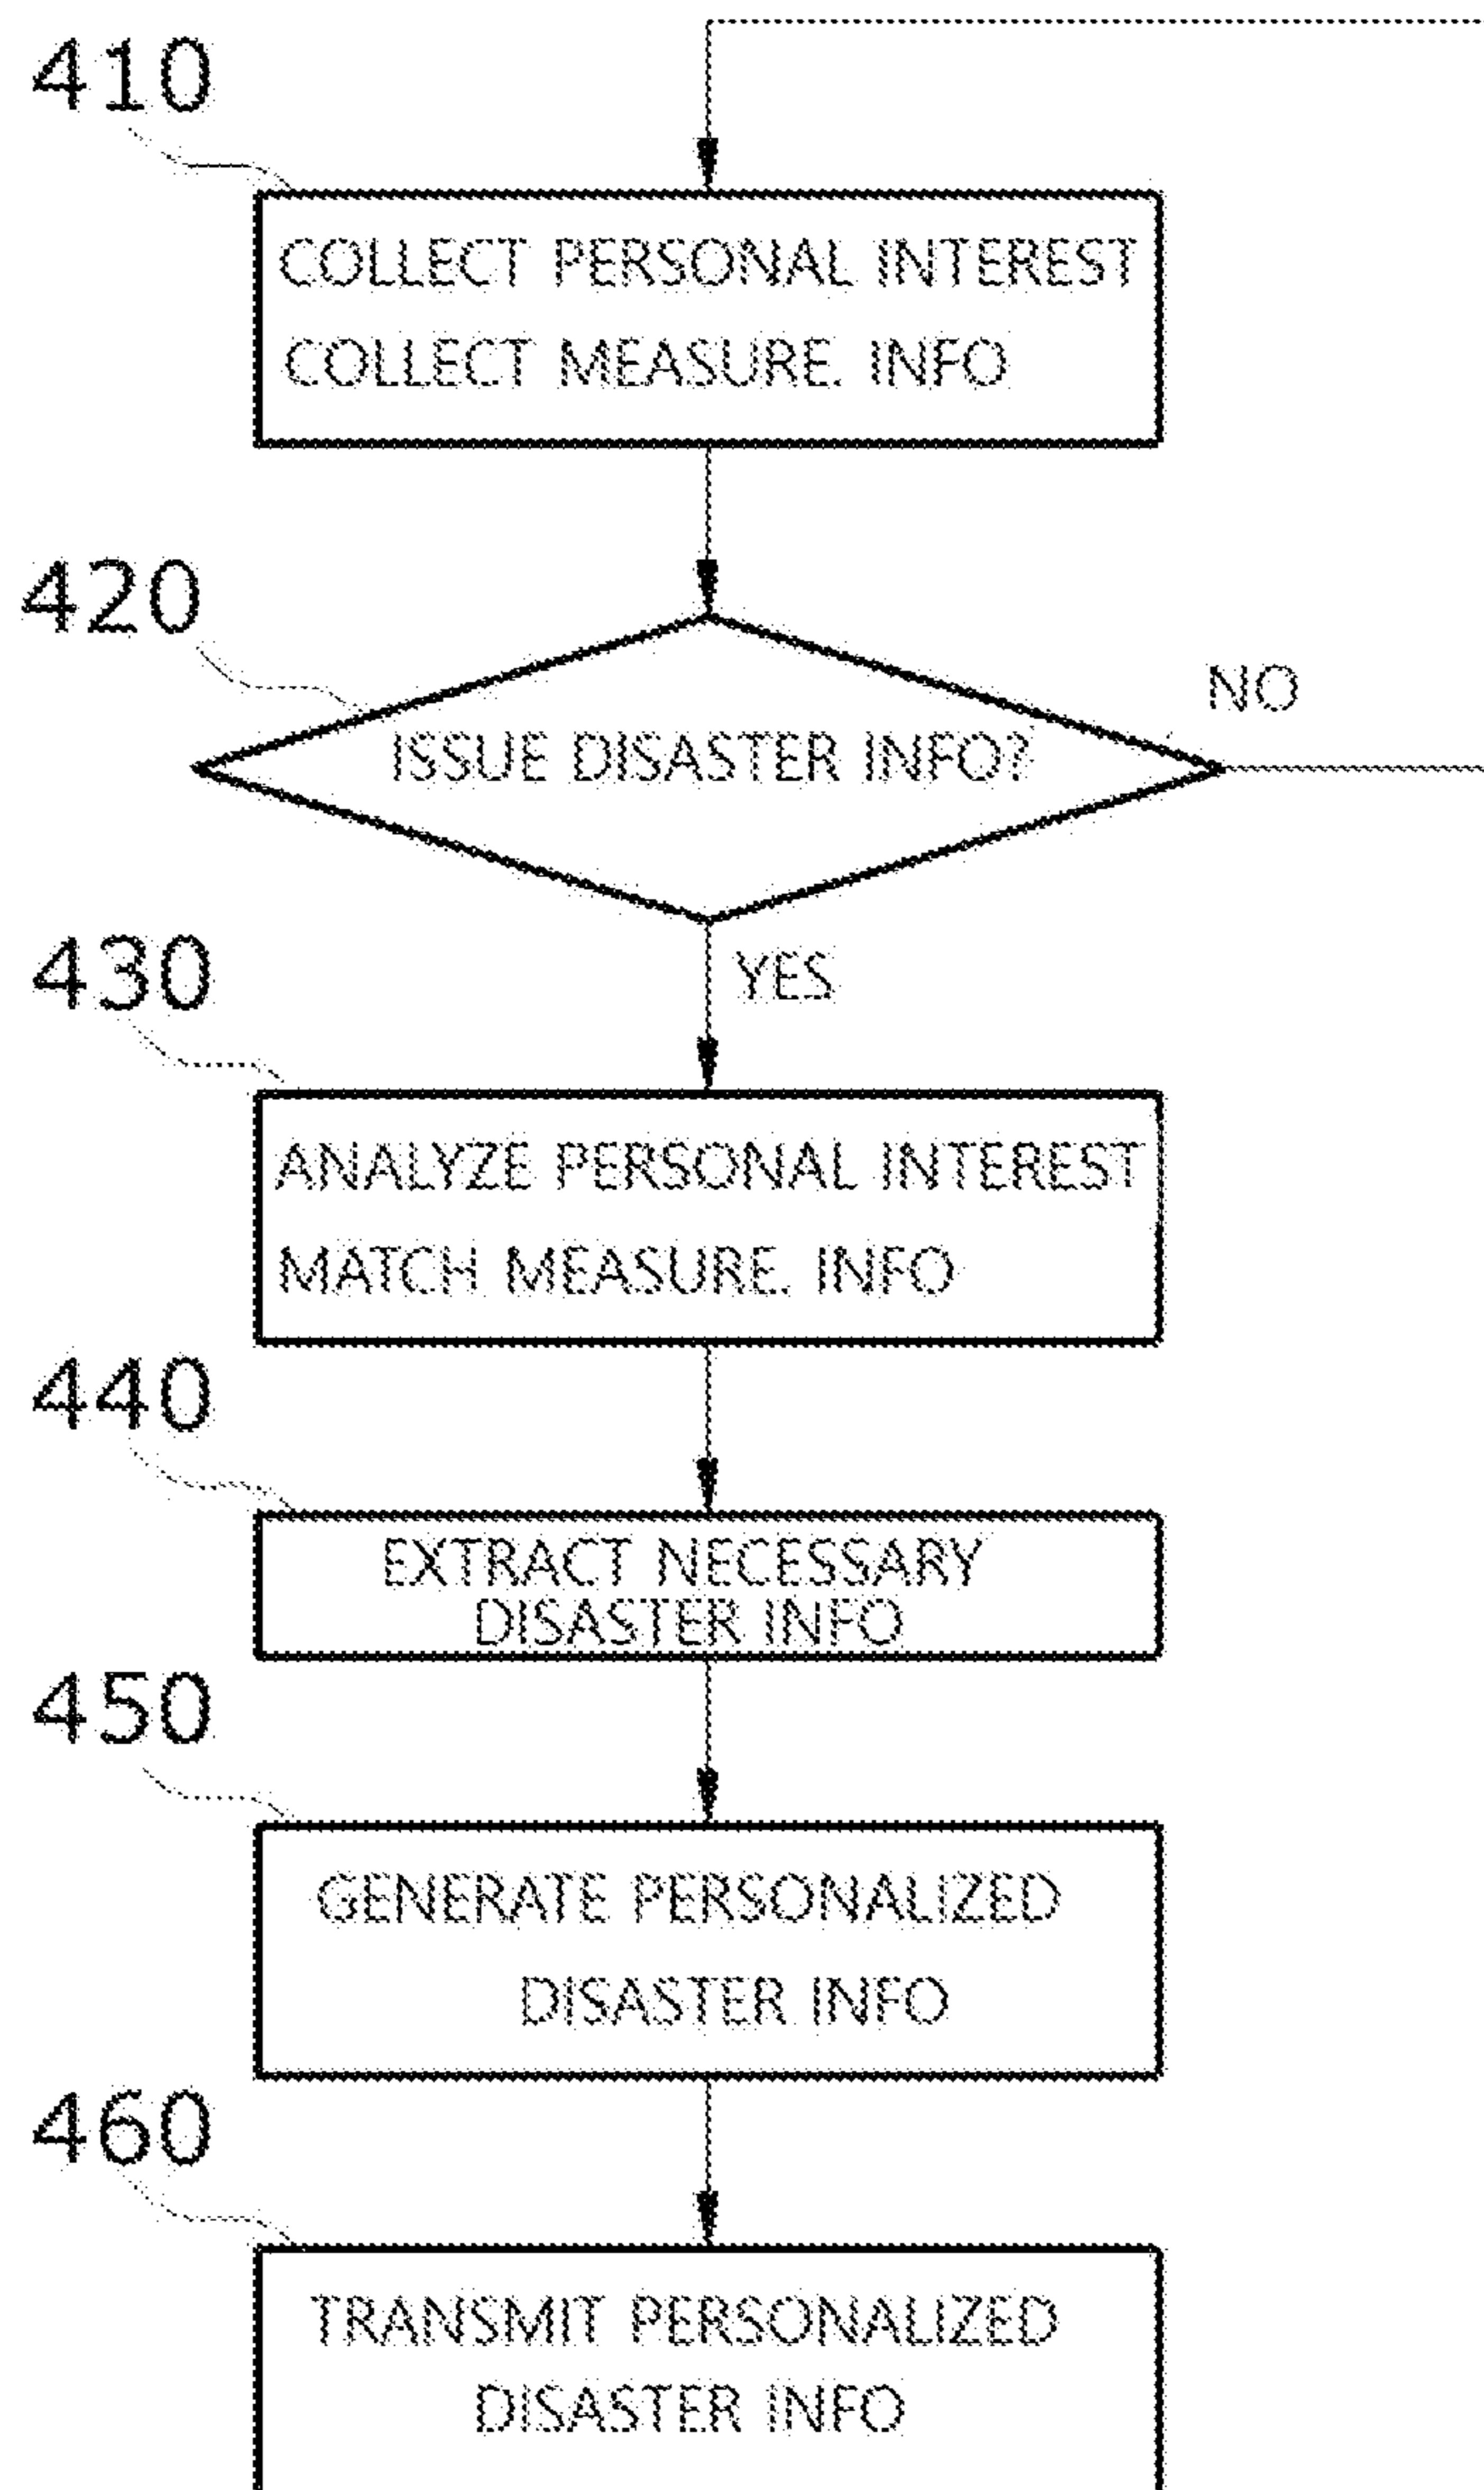 410
COLLECT PERSONAL INTEREST
COLLECT MEASURE. INFO
420
ISSUE DISASTER INFO?
NO
YES
430
ANALYZE PERSONAL INTEREST
MATCH MEASURE. INFO
440
EXTRACT NECESSARY
DISASTER INFO
450
GENERATE PERSONALIZED
DISASTER INFO
460
TRANSMIT PERSONALIZED
DISASTER INFO